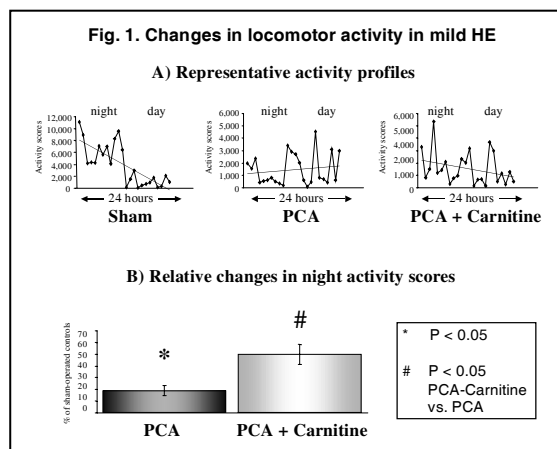 Fig. 1. Changes in locomotor activity in mild HE
A) Representative activity profiles
night day
Activity scores
12,000
10,000
8,000
6,000
4,000
2,000
0
24 hours
Sham
night day
Activity scores
6,000
5,000
4,000
3,000
2,000
1,000
0
24 hours
PCA
night day
Activity scores
6,000
5,000
4,000
3,000
2,000
1,000
0
24 hours
PCA + Carnitine
B) Relative changes in night activity scores
% of sham-operated controls
70
60
50
40
30
20
10
0
*
#
PCA PCA + Carnitine
* P < 0.05
# P < 0.05
PCA-Carnitine
vs. PCA